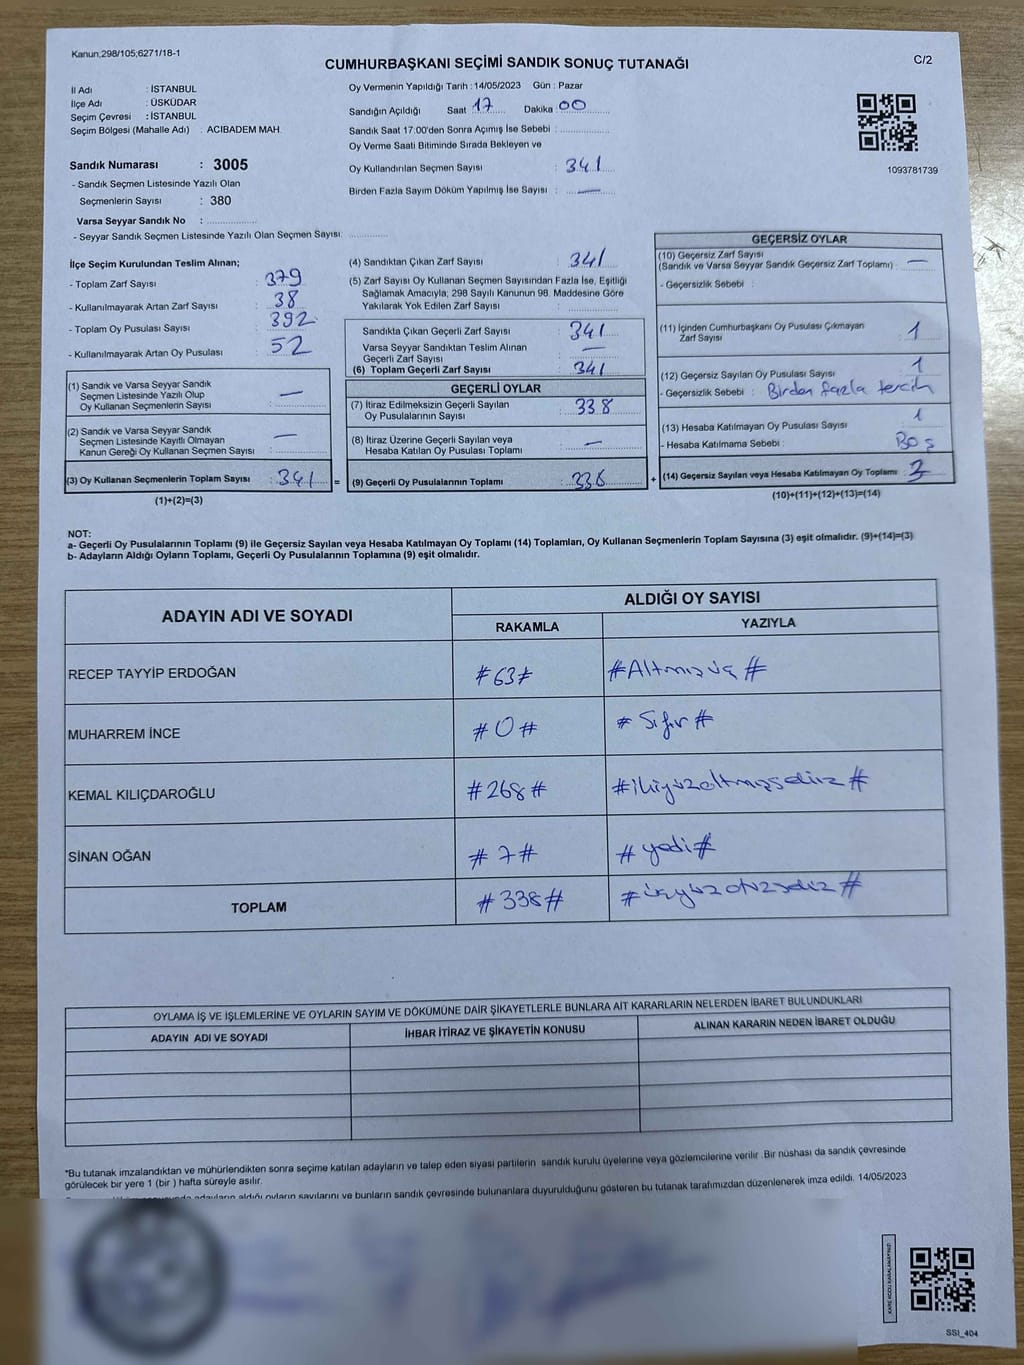 Kanun,298/105;6271/18-1
CUMHURBAŞKANI SEÇİMİ SANDIK SONUÇ TUTANAĞI
C/2
İl Adı : İSTANBUL
İlçe Adı : ÜSKÜDAR
Seçim Çevresi : İSTANBUL
Seçim Bölgesi (Mahalle Adı) : ACIBADEM MAH.
Sandık Numarası : 3005
- Sandık Seçmen Listesinde Yazılı Olan
Seçmenlerin Sayısı : 380
Varsa Seyyar Sandık No :
- Seyyar Sandık Seçmen Listesinde Yazılı Olan Seçmen Sayısı:
Oy Vermenin Yapıldığı Tarih : 14/05/2023 Gün : Pazar
Sandığın Açıldığı Saat 17 Dakika : 00
Sandık Saat 17:00'den Sonra Açımış İse Sebebi :
Oy Verme Saati Bitiminde Sırada Bekleyen ve
Oy Kullandırılan Seçmen Sayısı : 341
Birden Fazla Sayım Döküm Yapılmış İse Sayısı : —
1093781739
İlçe Seçim Kurulundan Teslim Alınan;
- Toplam Zarf Sayısı : 379
- Kullanılmayarak Artan Zarf Sayısı : 38
- Toplam Oy Pusulası Sayısı : 392
- Kullanılmayarak Artan Oy Pusulası : 52
(1) Sandık ve Varsa Seyyar Sandık
Seçmen Listesinde Yazılı Olup
Oy Kullanan Seçmenlerin Sayısı : —
(2) Sandık ve Varsa Seyyar Sandık
Seçmen Listesinde Kayıtlı Olmayan
Kanun Gereği Oy Kullanan Seçmen Sayısı : —
(3) Oy Kullanan Seçmenlerin Toplam Sayısı : 341 =
(1)+(2)=(3)
(4) Sandıktan Çıkan Zarf Sayısı : 341
(5) Zarf Sayısı Oy Kullanan Seçmen Sayısından Fazla İse, Eşitliği
Sağlamak Amacıyla, 298 Sayılı Kanunun 98. Maddesine Göre
Yakılarak Yok Edilen Zarf Sayısı :
Sandıkta Çıkan Geçerli Zarf Sayısı : 341
Varsa Seyyar Sandıktan Teslim Alınan
Geçerli Zarf Sayısı : —
(6) Toplam Geçerli Zarf Sayısı : 341
GEÇERLİ OYLAR
(7) İtiraz Edilmeksizin Geçerli Sayılan
Oy Pusulalarının Sayısı : 338
(8) İtiraz Üzerine Geçerli Sayılan veya
Hesaba Katılan Oy Pusulası Toplamı : —
(9) Geçerli Oy Pusulalarının Toplamı : 338 +
GEÇERSİZ OYLAR
(10) Geçersiz Zarf Sayısı
(Sandık ve Varsa Seyyar Sandık Geçersiz Zarf Toplamı) : —
- Geçersizlik Sebebi :
(11) İçinden Cumhurbaşkanı Oy Pusulası Çıkmayan
Zarf Sayısı : 1
(12) Geçersiz Sayılan Oy Pusulası Sayısı : 1
- Geçersizlik Sebebi : Birden fazla tercih
(13) Hesaba Katılmayan Oy Pusulası Sayısı : 1
- Hesaba Katılmama Sebebi : Boş
(14) Geçersiz Sayılan veya Hesaba Katılmayan Oy Toplamı : 3
(10)+(11)+(12)+(13)=(14)
NOT:
a- Geçerli Oy Pusulalarının Toplamı (9) ile Geçersiz Sayılan veya Hesaba Katılmayan Oy Toplamı (14) Toplamları, Oy Kullanan Seçmenlerin Toplam Sayısına (3) eşit olmalıdır. (9)+(14)=(3)
b- Adayların Aldığı Oyların Toplamı, Geçerli Oy Pusulalarının Toplamına (9) eşit olmalıdır.
ADAYIN ADI VE SOYADI ALDIĞI OY SAYISI
RAKAMLA YAZIYLA
RECEP TAYYİP ERDOĞAN #63# #Altmışüç#
MUHARREM İNCE #0# #Sıfır#
KEMAL KILIÇDAROĞLU #268# #ikiyüzaltmışsekiz#
SİNAN OĞAN #7# #yedi#
TOPLAM #338# #üçyüzotuzsekiz#
OYLAMA İŞ VE İŞLEMLERİNE VE OYLARIN SAYIM VE DÖKÜMÜNE DAİR ŞİKAYETLERLE BUNLARA AİT KARARLARIN NELERDEN İBARET BULUNDUKLARI
ADAYIN ADI VE SOYADI İHBAR İTİRAZ VE ŞİKAYETİN KONUSU ALINAN KARARIN NEDEN İBARET OLDUĞU
*Bu tutanak imzalandıktan ve mühürlendikten sonra seçime katılan adayların ve talep eden siyasi partilerin sandık kurulu üyelerine veya gözlemcilerine verilir .Bir nüshası da sandık çevresinde
görülecek bir yere 1 (bir ) hafta süreyle asılır.
adayların aldığı oyların sayılarını ve bunların sandık çevresinde bulunanlara duyurulduğunu gösteren bu tutanak tarafımızdan düzenlenerek imza edildi. 14/05/2023
KARE KODU KARALAMAYINIZ!
SSI_404